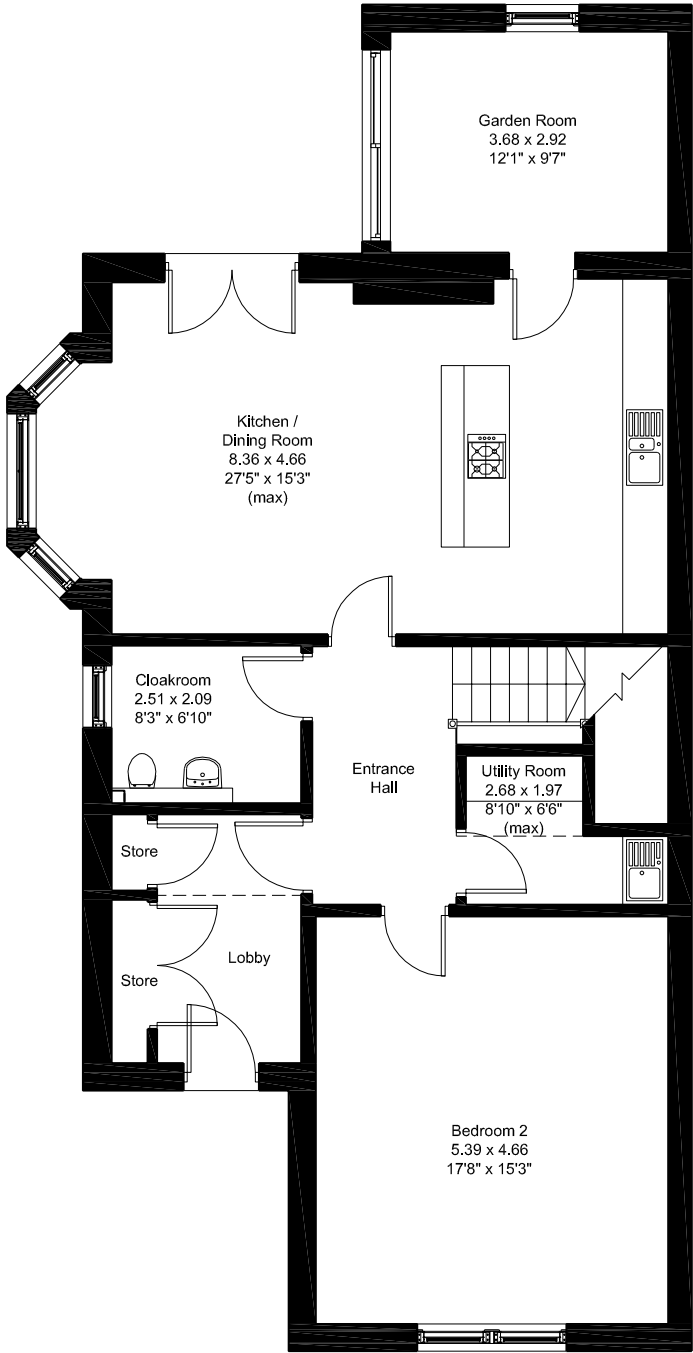 Garden Room
3.68 x 2.92
12'1" x 9'7"
Kitchen /
Dining Room
8.36 x 4.66
27'5" x 15'3"
(max)
Cloakroom
2.51 x 2.09
8'3" x 6'10"
Entrance
Hall
Utility Room
2.68 x 1.97
8'10" x 6'6"
(max)
Store
Lobby
Store
Bedroom 2
5.39 x 4.66
17'8" x 15'3"